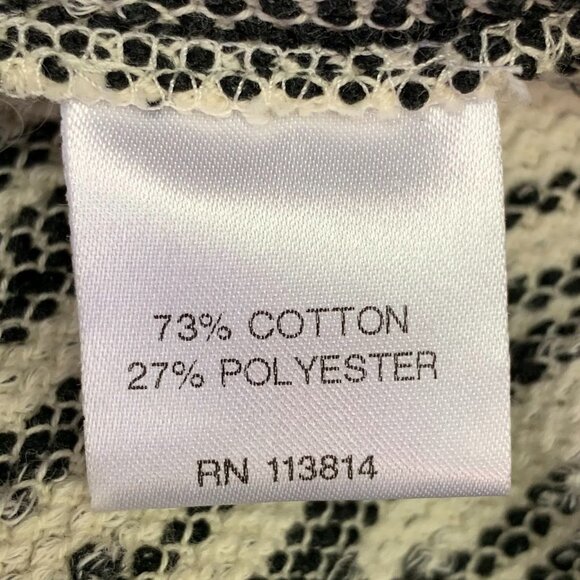 73% COTTON
27% POLYESTER
RN 113814